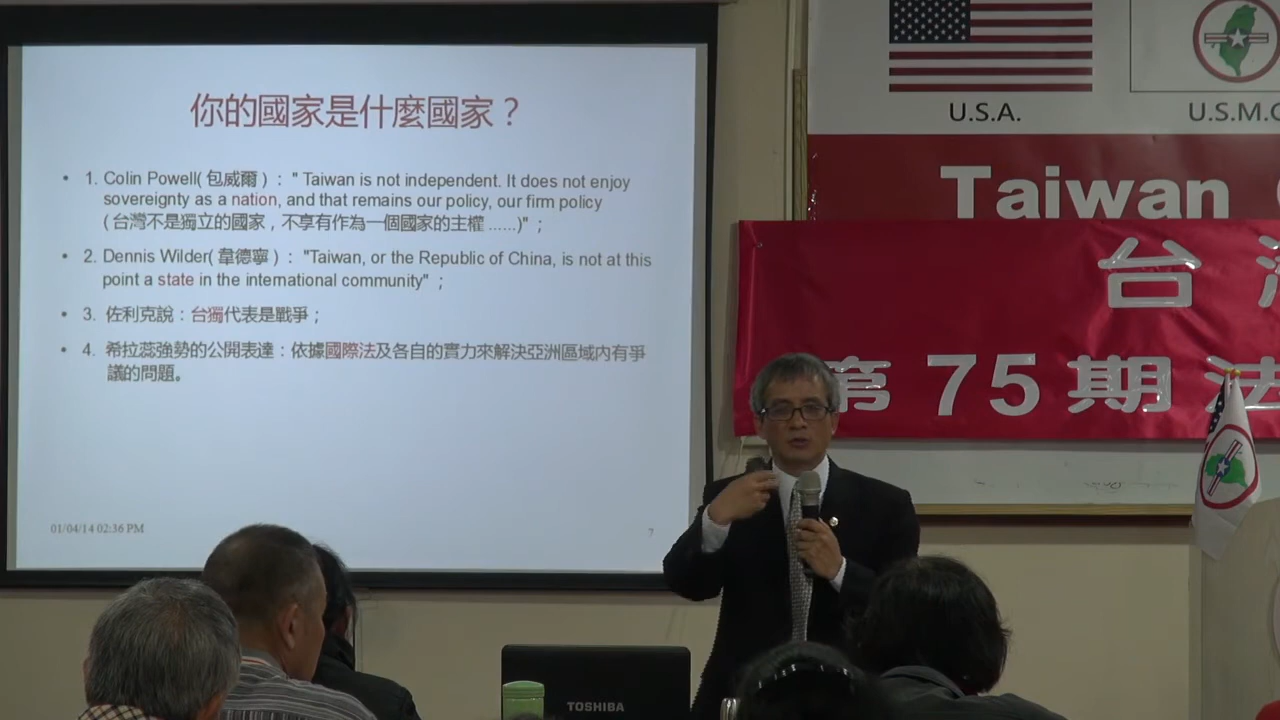 你的國家是什麼國家？
• 1. Colin Powell( 包威爾 ) : " Taiwan is not independent. It does not enjoy
sovereignty as a nation, and that remains our policy, our firm policy
( 台灣不是獨立的國家，不享有作為一個國家的主權 ......)" ;
• 2. Dennis Wilder( 韋德寧 ) : "Taiwan, or the Republic of China, is not at this
point a state in the international community" ;
• 3. 佐利克說：台獨代表是戰爭；
• 4. 希拉蕊強勢的公開表達：依據國際法及各自的實力來解決亞洲區域內有爭
議的問題。
01/04/14 02:36 PM
7
U.S.A.
U.S.M.
Taiwan
台
第75期法
TOSHIBA